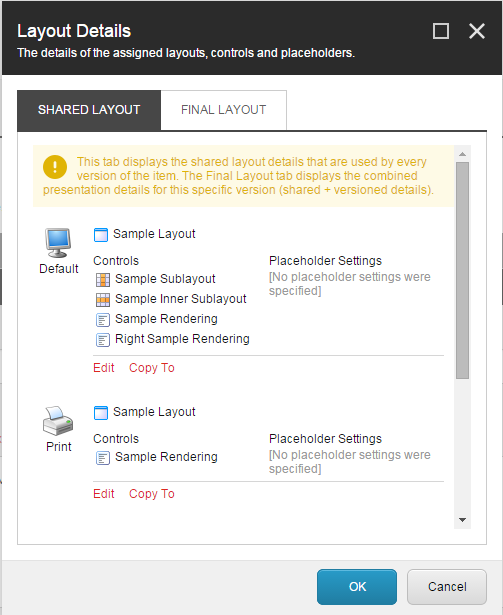 Layout Details
The details of the assigned layouts, controls and placeholders.
SHARED LAYOUT
FINAL LAYOUT
This tab displays the shared layout details that are used by every
version of the item. The Final Layout tab displays the combined
presentation details for this specific version (shared + versioned details).
Default
Sample Layout
Controls
Sample Sublayout
Sample Inner Sublayout
Sample Rendering
Right Sample Rendering
Placeholder Settings
[No placeholder settings were
specified]
Edit
Copy To
Print
Sample Layout
Controls
Sample Rendering
Placeholder Settings
[No placeholder settings were
specified]
Edit
Copy To
OK
Cancel